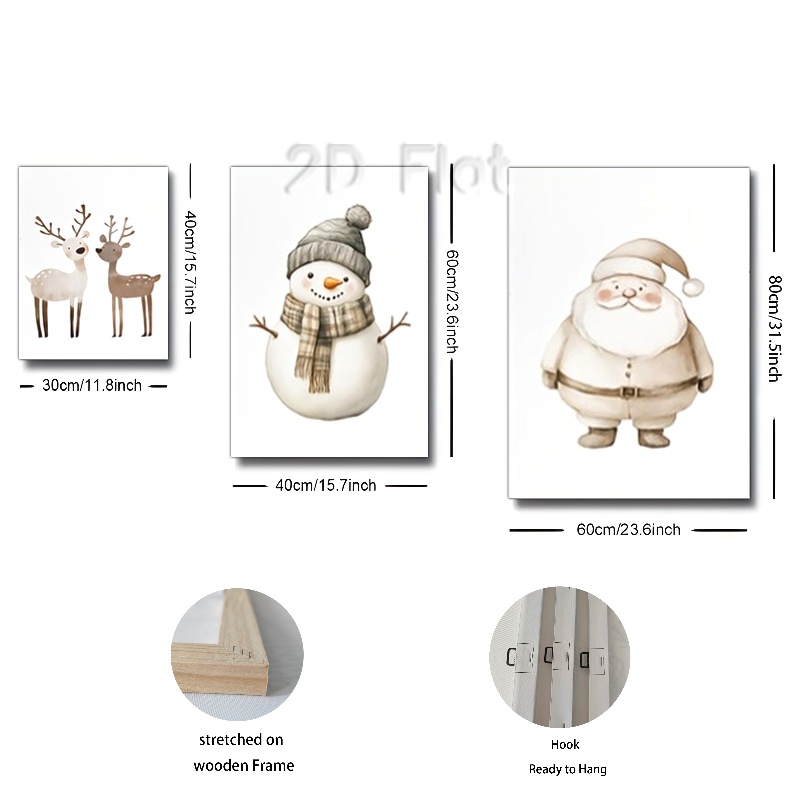 2D Flat
40cm/15.7inch
30cm/11.8inch
60cm/23.6inch
40cm/15.7inch
80cm/31.5inch
60cm/23.6inch
stretched on
wooden Frame
Hook
Ready to Hang